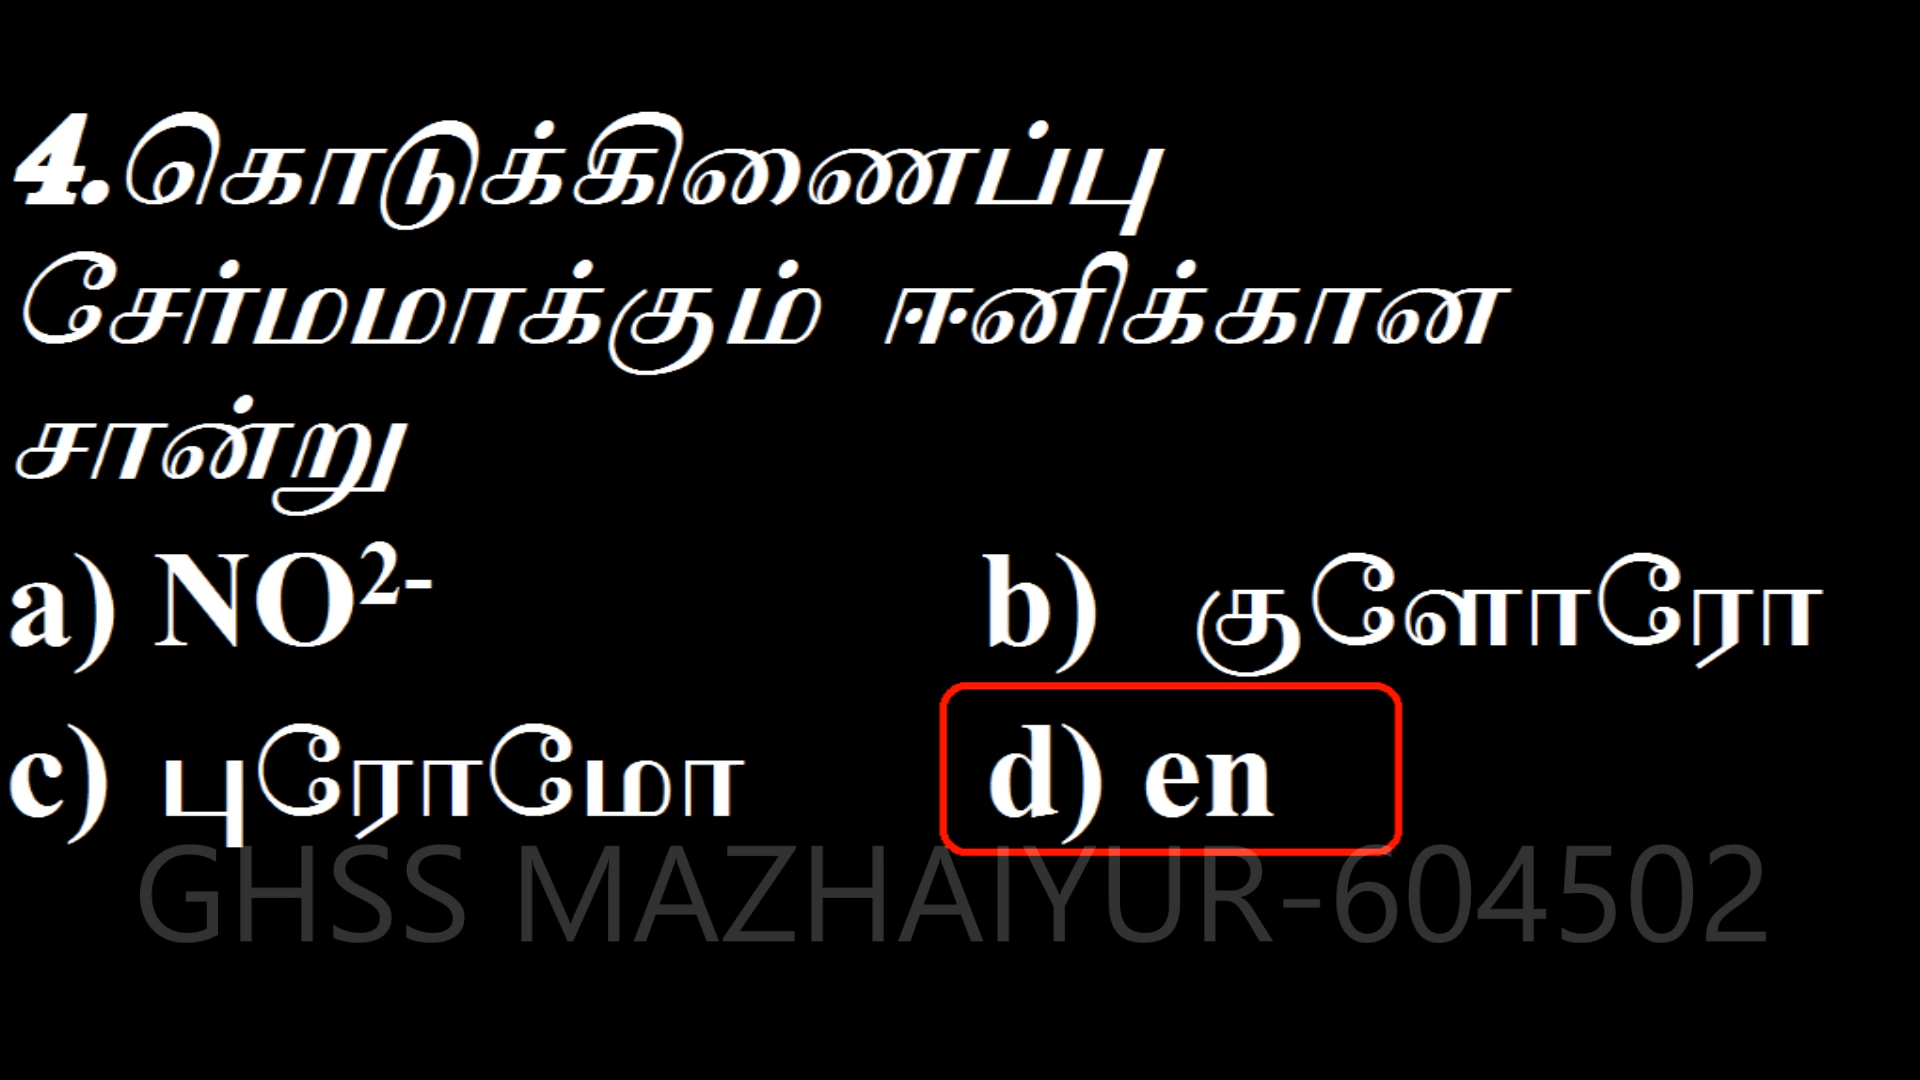 4.கொடுக்கிணைப்பு
சேர்மமாக்கும் ஈனிக்கான
சான்று
a) NO²⁻ b) குளோரோ
c) புரோமோ d) en
GHSS MAZHAIYUR-604502